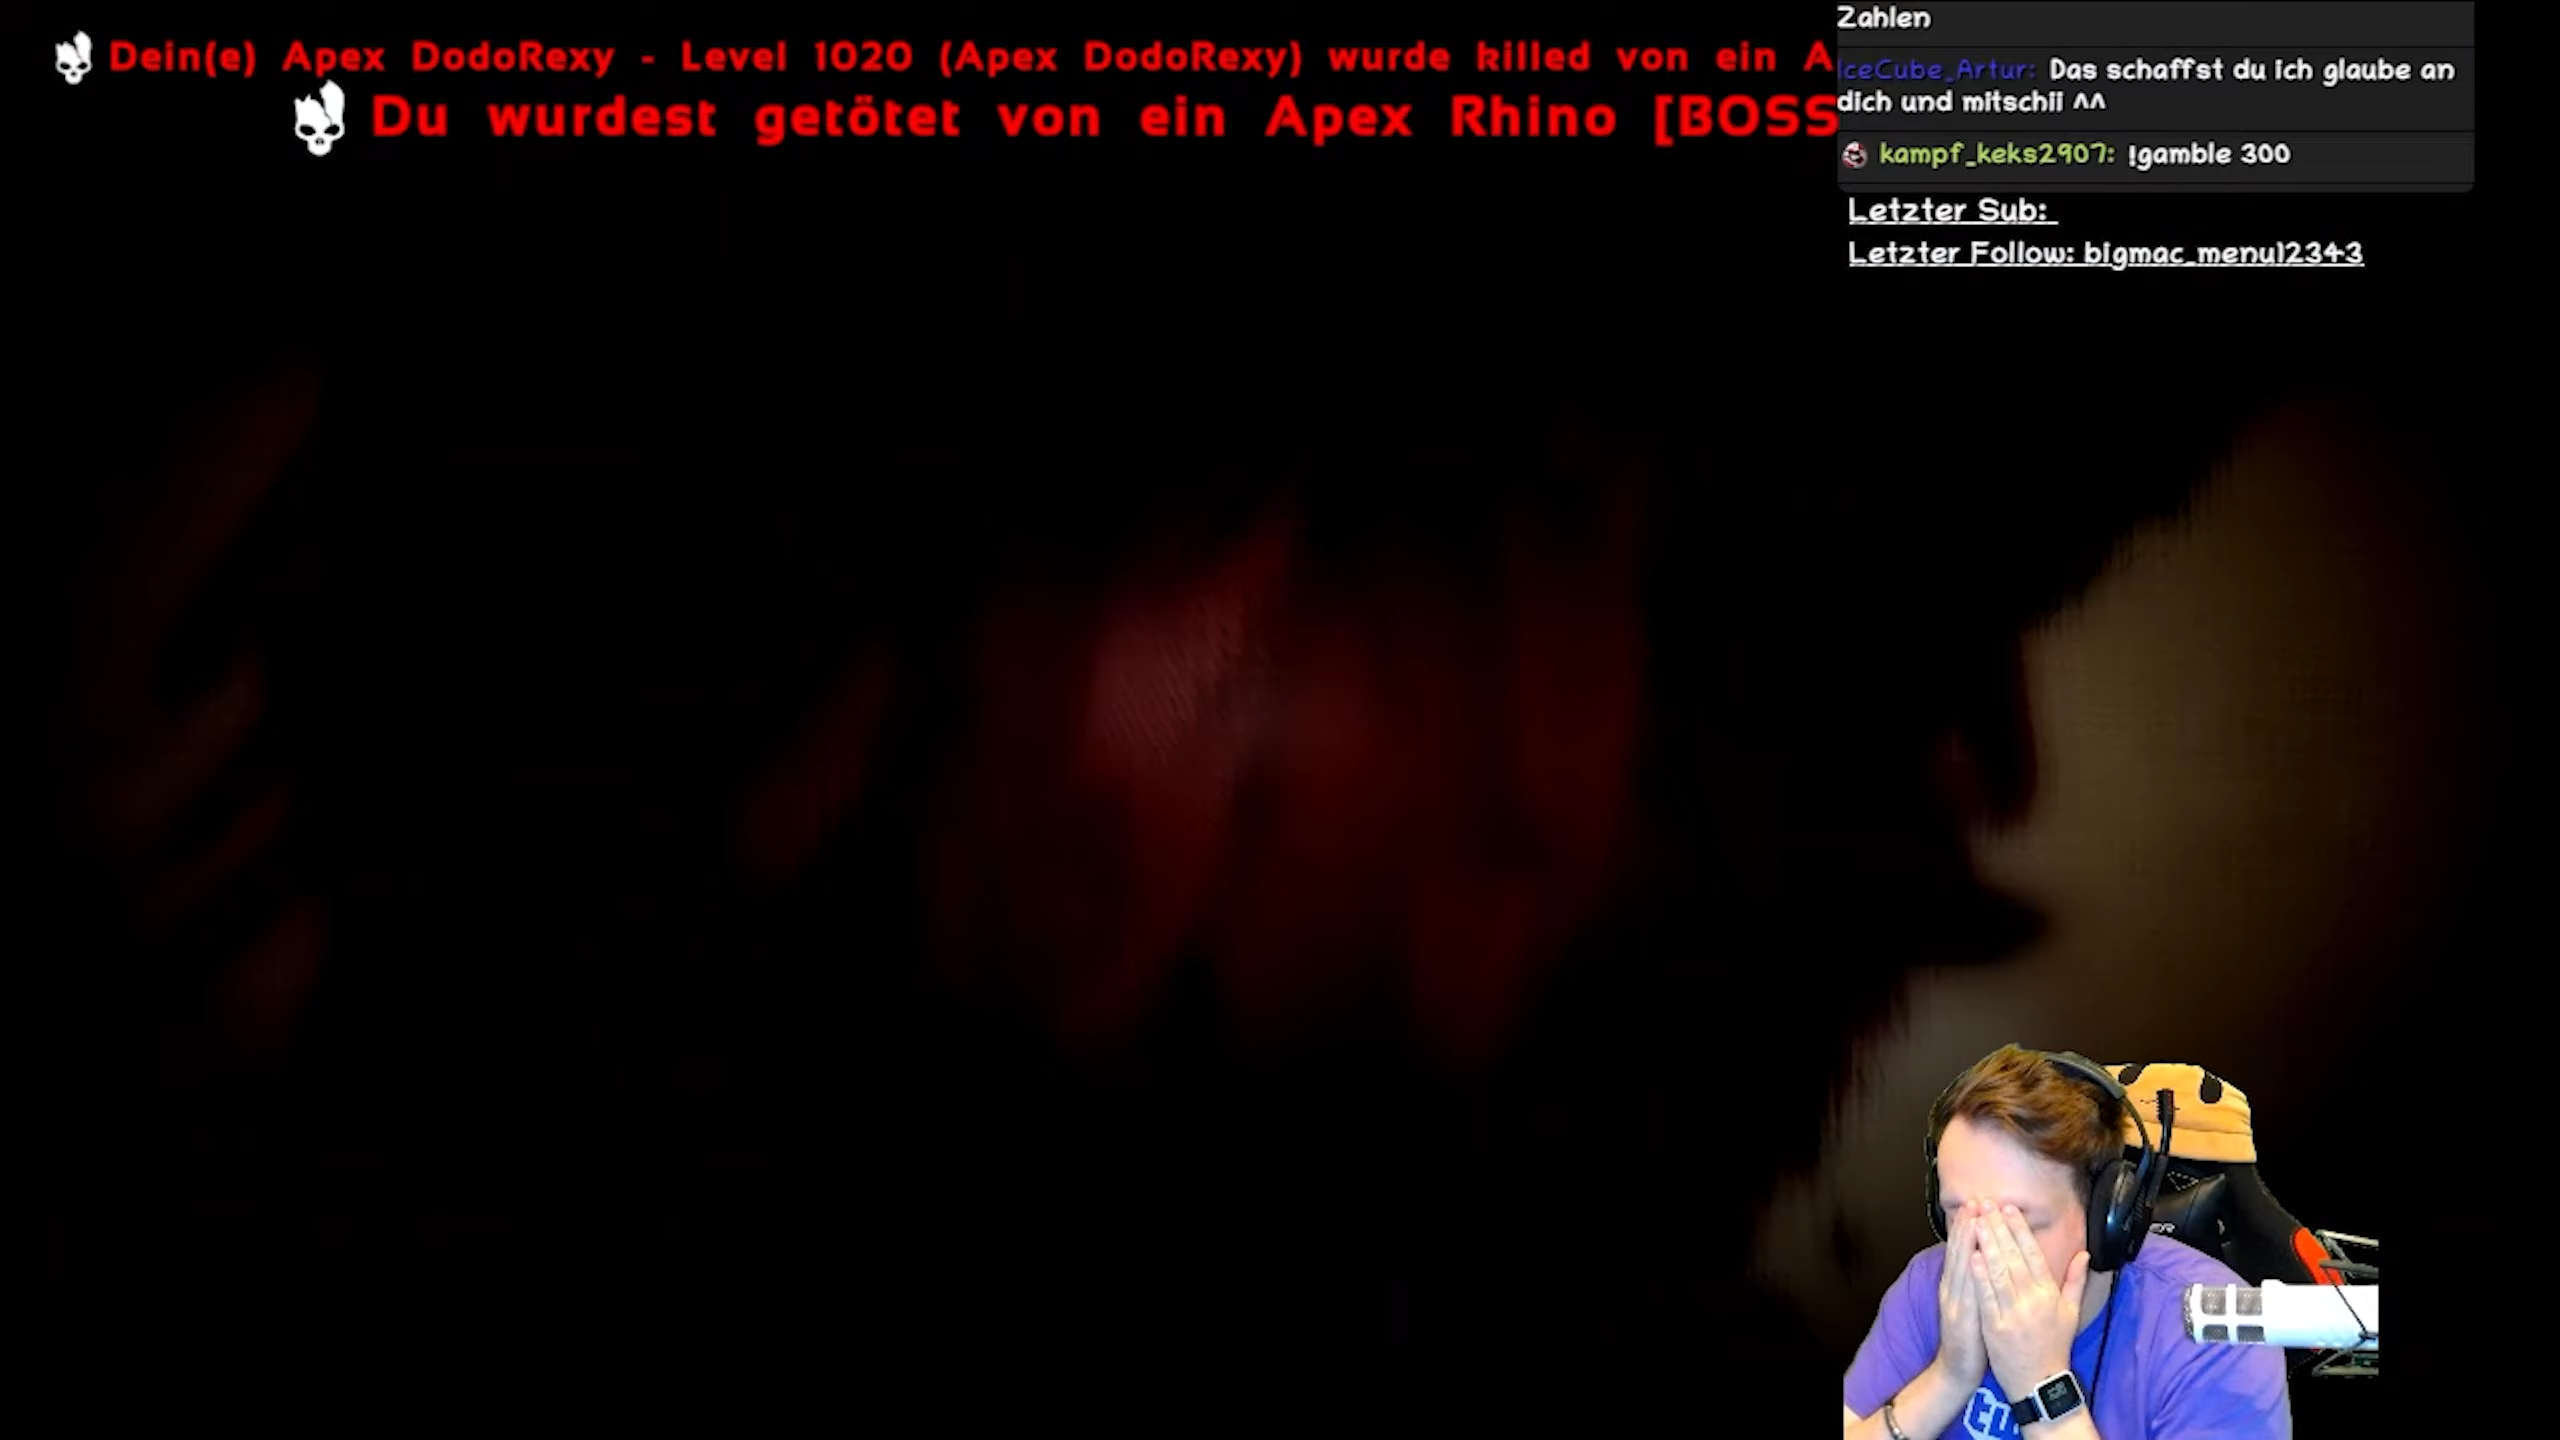 Dein(e) Apex DodoRexy - Level 1020 (Apex DodoRexy) wurde killed von ein A
Du wurdest getötet von ein Apex Rhino [BOSS
Zahlen
IceCube_Artur: Das schaffst du ich glaube an
dich und mitschii ^^
kampf_keks2907: !gamble 300
Letzter Sub:
Letzter Follow: bigmac_menu12343